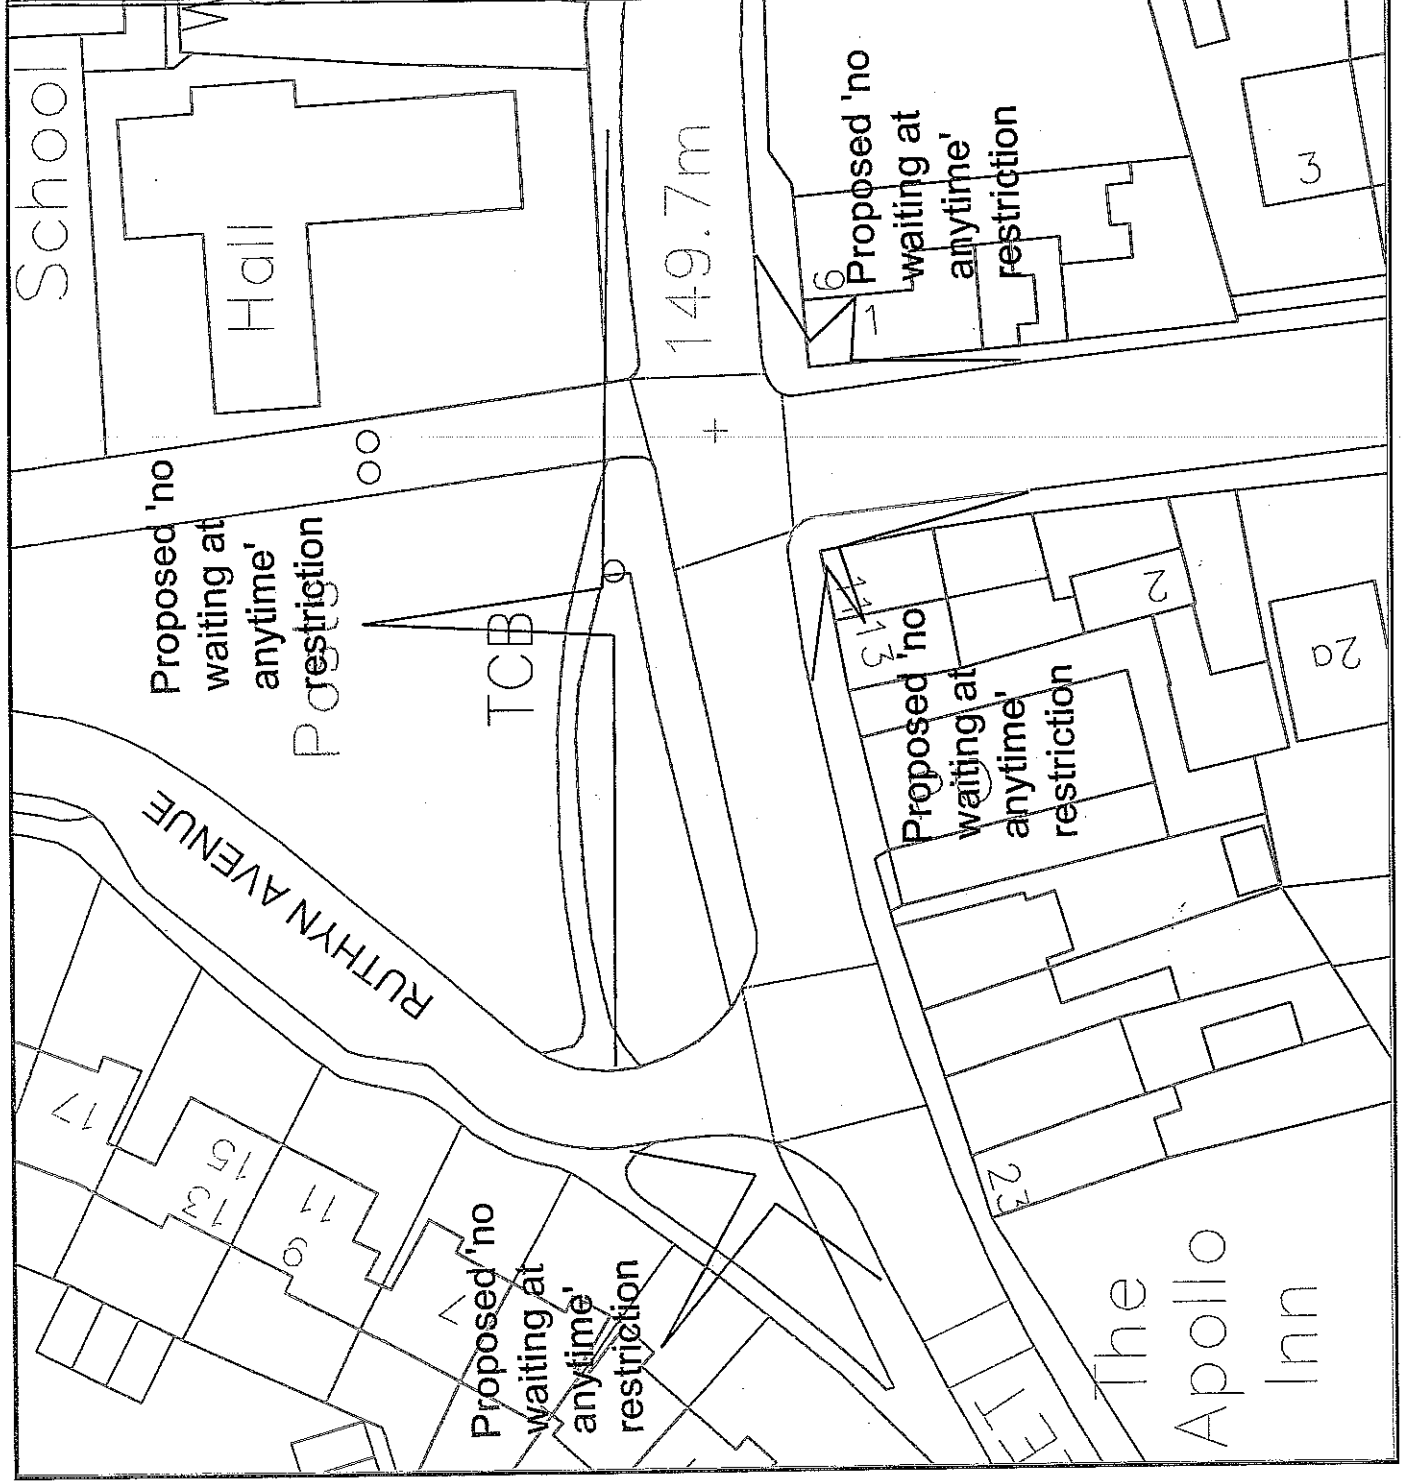 School
Hall
149.7m
Proposed 'no
waiting at
anytime'
restriction
9
1
3
Proposed 'no
waiting at
anytime'
restriction
TCB
RUTHYN AVENUE
11
13
2
2a
Proposed 'no
waiting at
anytime'
restriction
17
15
13
11
9
7
Proposed 'no
waiting at
anytime'
restriction
23
The
Apollo
Inn